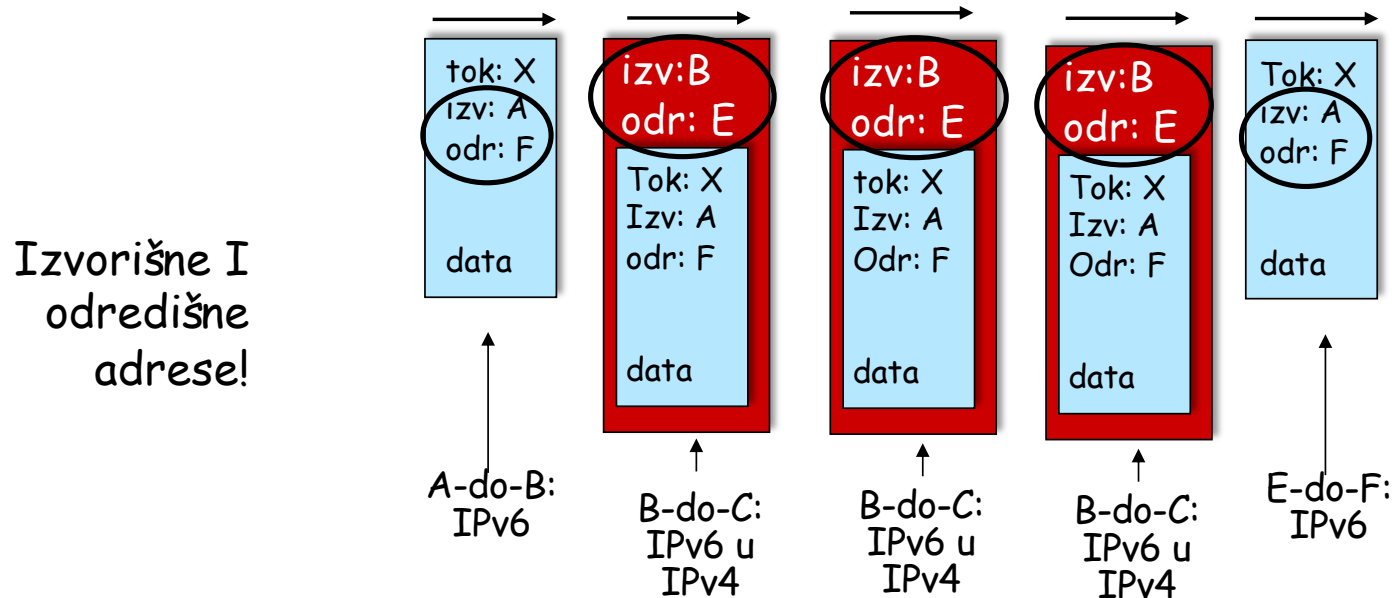 Izvorišne I
odredišne
adrese!
tok: X
izv: A
odr: F
data
A-do-B:
IPv6
izv:B
odr: E
Tok: X
Izv: A
odr: F
data
B-do-C:
IPv6 u
IPv4
izv:B
odr: E
tok: X
Izv: A
Odr: F
data
B-do-C:
IPv6 u
IPv4
izv:B
odr: E
Tok: X
Izv: A
Odr: F
data
B-do-C:
IPv6 u
IPv4
Tok: X
izv: A
odr: F
data
E-do-F:
IPv6